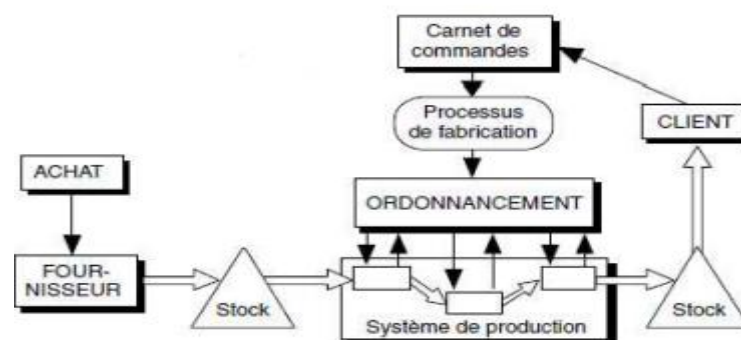 Carnet de
commandes
Processus
de fabrication
CLIENT
ACHAT
ORDONNANCEMENT
FOUR-
NISSEUR
Stock
Stock
Système de production